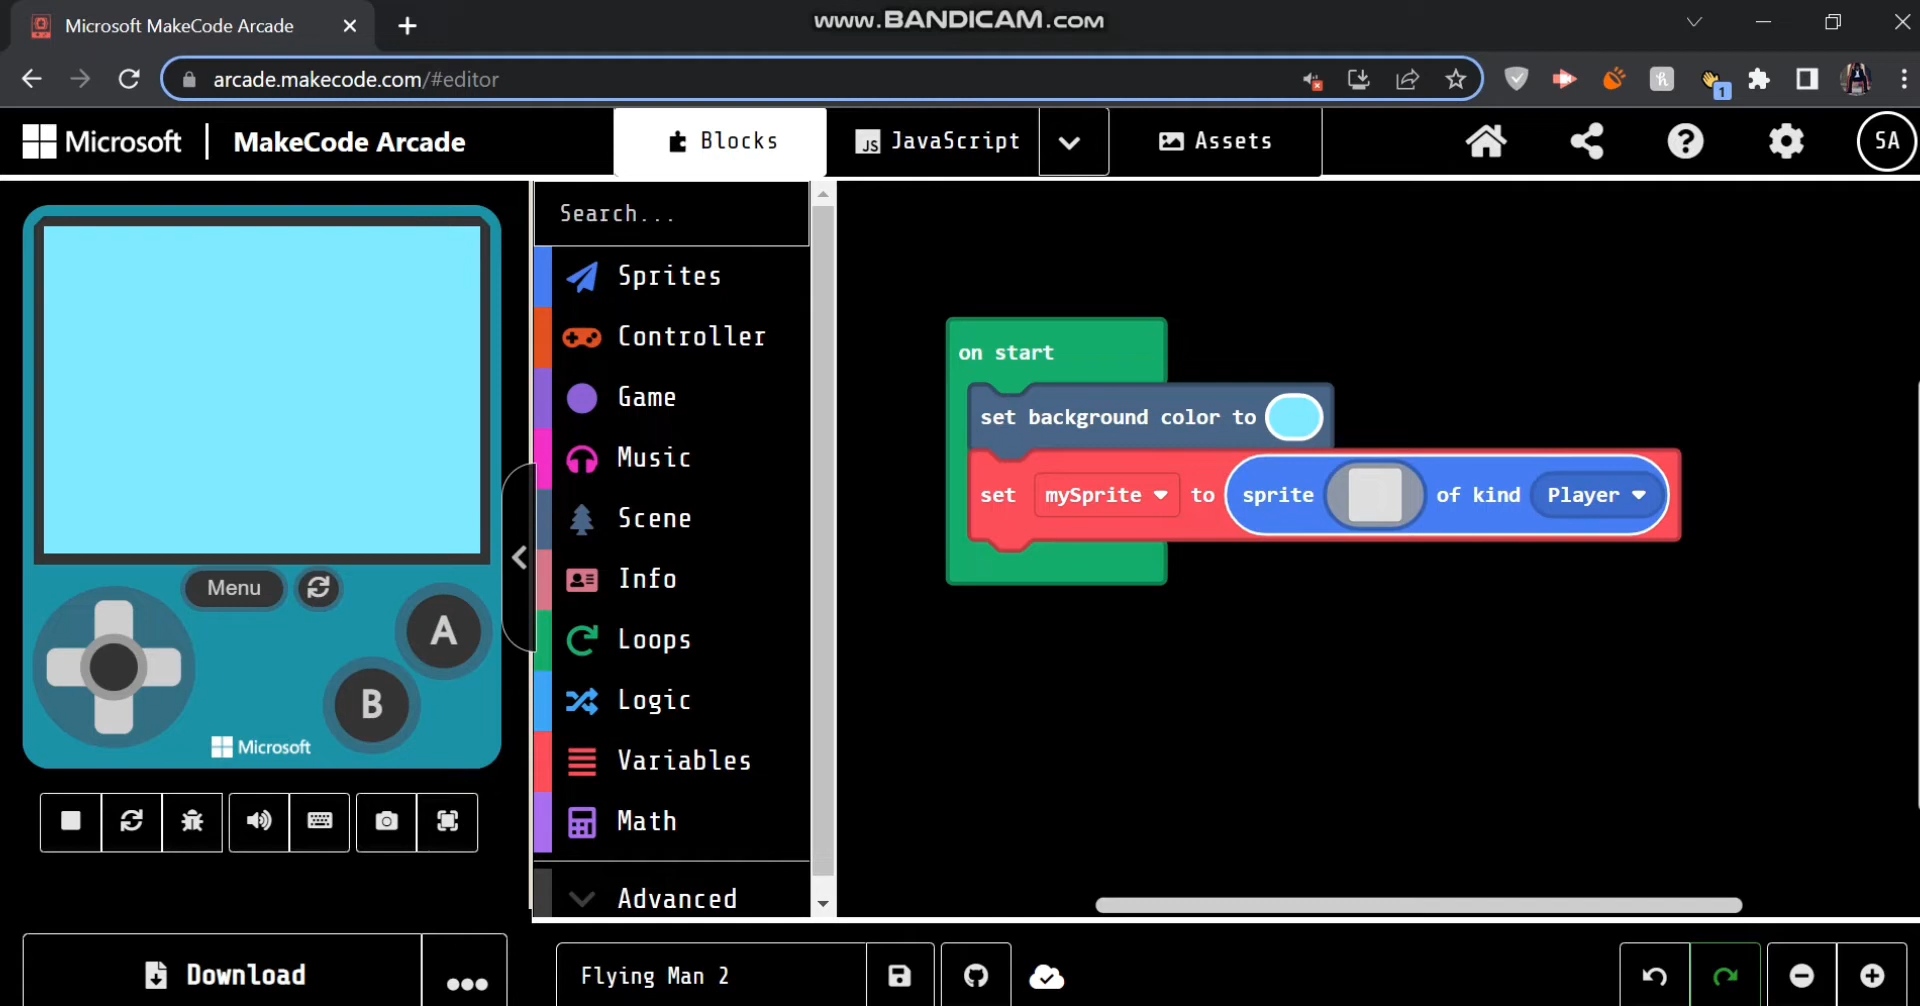 Microsoft MakeCode Arcade
www.BANDICAM.com
arcade.makecode.com/#editor
1
Microsoft
MakeCode Arcade
Blocks
JS JavaScript
Assets
SA
Search...
Sprites
Controller
Game
Music
Scene
Info
Loops
Logic
Variables
Math
Advanced
on start
set background color to
set mySprite to sprite of kind Player
Menu
A
B
Microsoft
Download
Flying Man 2